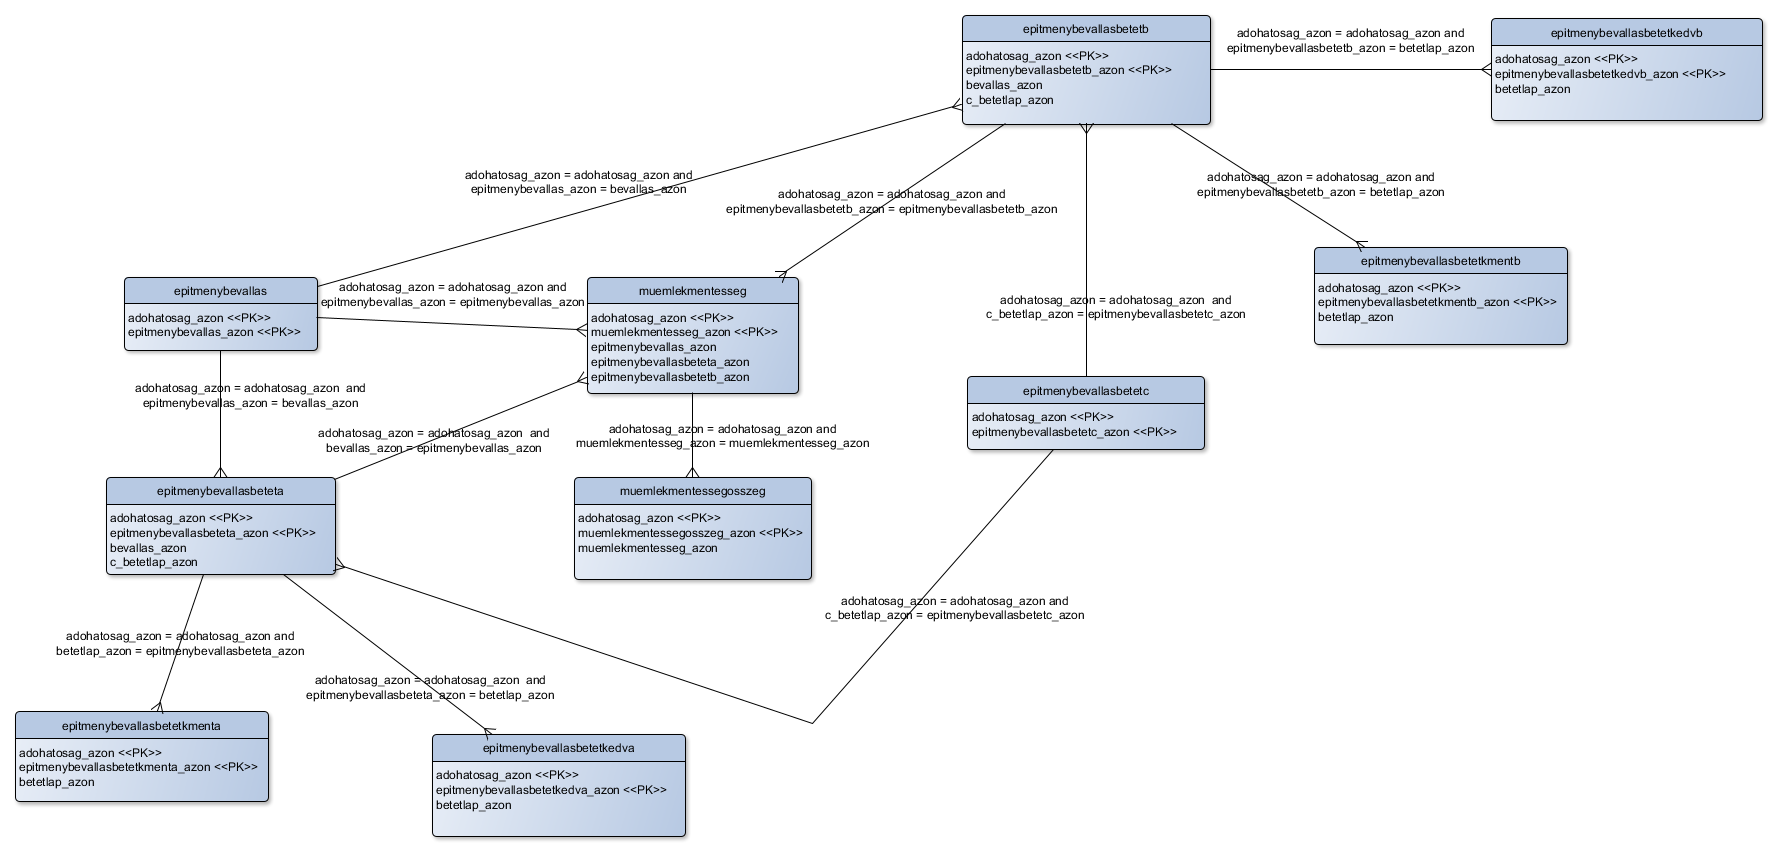 epitmenybevallasbetetb
adohatosag_azon <<PK>>
epitmenybevallasbetetb_azon <<PK>>
bevallas_azon
c_betetlap_azon
adohatosag_azon = adohatosag_azon and
epitmenybevallasbetetb_azon = betetlap_azon
epitmenybevallasbetetkedvb
adohatosag_azon <<PK>>
epitmenybevallasbetetkedvb_azon <<PK>>
betetlap_azon
adohatosag_azon = adohatosag_azon and
epitmenybevallas_azon = bevallas_azon
adohatosag_azon = adohatosag_azon and
epitmenybevallasbetetb_azon = epitmenybevallasbetetb_azon
adohatosag_azon = adohatosag_azon and
epitmenybevallasbetetb_azon = betetlap_azon
epitmenybevallas
adohatosag_azon <<PK>>
epitmenybevallas_azon <<PK>>
adohatosag_azon = adohatosag_azon and
epitmenybevallas_azon = epitmenybevallas_azon
muemlekmentesseg
adohatosag_azon <<PK>>
muemlekmentesseg_azon <<PK>>
epitmenybevallas_azon
epitmenybevallasbeteta_azon
epitmenybevallasbetetb_azon
adohatosag_azon = adohatosag_azon  and
c_betetlap_azon = epitmenybevallasbetetc_azon
epitmenybevallasbetetkmentb
adohatosag_azon <<PK>>
epitmenybevallasbetetkmentb_azon <<PK>>
betetlap_azon
adohatosag_azon = adohatosag_azon  and
epitmenybevallas_azon = bevallas_azon
adohatosag_azon = adohatosag_azon  and
bevallas_azon = epitmenybevallas_azon
adohatosag_azon = adohatosag_azon and
muemlekmentesseg_azon = muemlekmentesseg_azon
epitmenybevallasbetetc
adohatosag_azon <<PK>>
epitmenybevallasbetetc_azon <<PK>>
epitmenybevallasbeteta
adohatosag_azon <<PK>>
epitmenybevallasbeteta_azon <<PK>>
bevallas_azon
c_betetlap_azon
muemlekmentessegosszeg
adohatosag_azon <<PK>>
muemlekmentessegosszeg_azon <<PK>>
muemlekmentesseg_azon
adohatosag_azon = adohatosag_azon and
c_betetlap_azon = epitmenybevallasbetetc_azon
adohatosag_azon = adohatosag_azon and
betetlap_azon = epitmenybevallasbeteta_azon
adohatosag_azon = adohatosag_azon  and
epitmenybevallasbeteta_azon = betetlap_azon
epitmenybevallasbetetkmenta
adohatosag_azon <<PK>>
epitmenybevallasbetetkmenta_azon <<PK>>
betetlap_azon
epitmenybevallasbetetkedva
adohatosag_azon <<PK>>
epitmenybevallasbetetkedva_azon <<PK>>
betetlap_azon